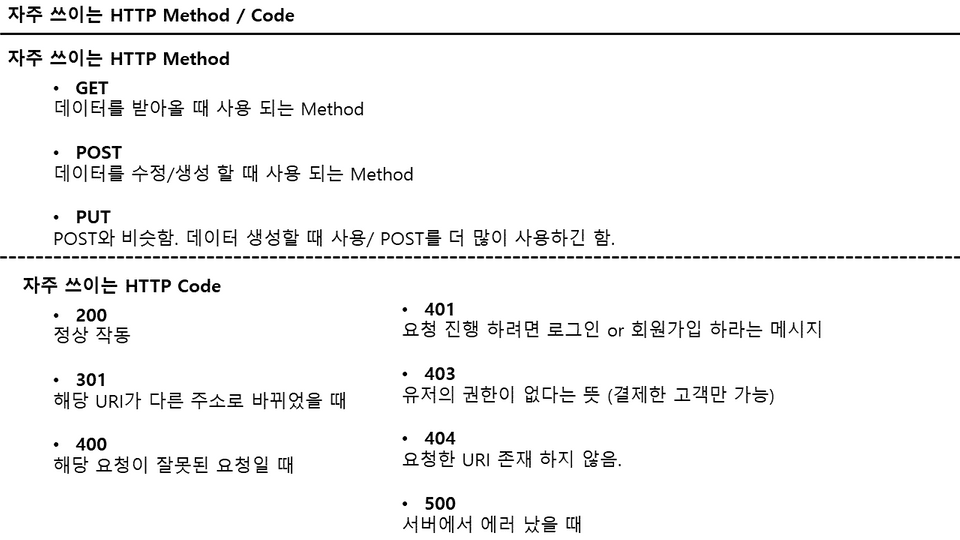 자주 쓰이는 HTTP Method / Code
자주 쓰이는 HTTP Method
• GET
데이터를 받아올 때 사용 되는 Method
• POST
데이터를 수정/생성 할 때 사용 되는 Method
• PUT
POST와 비슷함. 데이터 생성할 때 사용/ POST를 더 많이 사용하긴 함.
자주 쓰이는 HTTP Code
• 200
정상 작동
• 301
해당 URI가 다른 주소로 바뀌었을 때
• 400
해당 요청이 잘못된 요청일 때
• 401
요청 진행 하려면 로그인 or 회원가입 하라는 메시지
• 403
유저의 권한이 없다는 뜻 (결제한 고객만 가능)
• 404
요청한 URI 존재 하지 않음.
• 500
서버에서 에러 났을 때